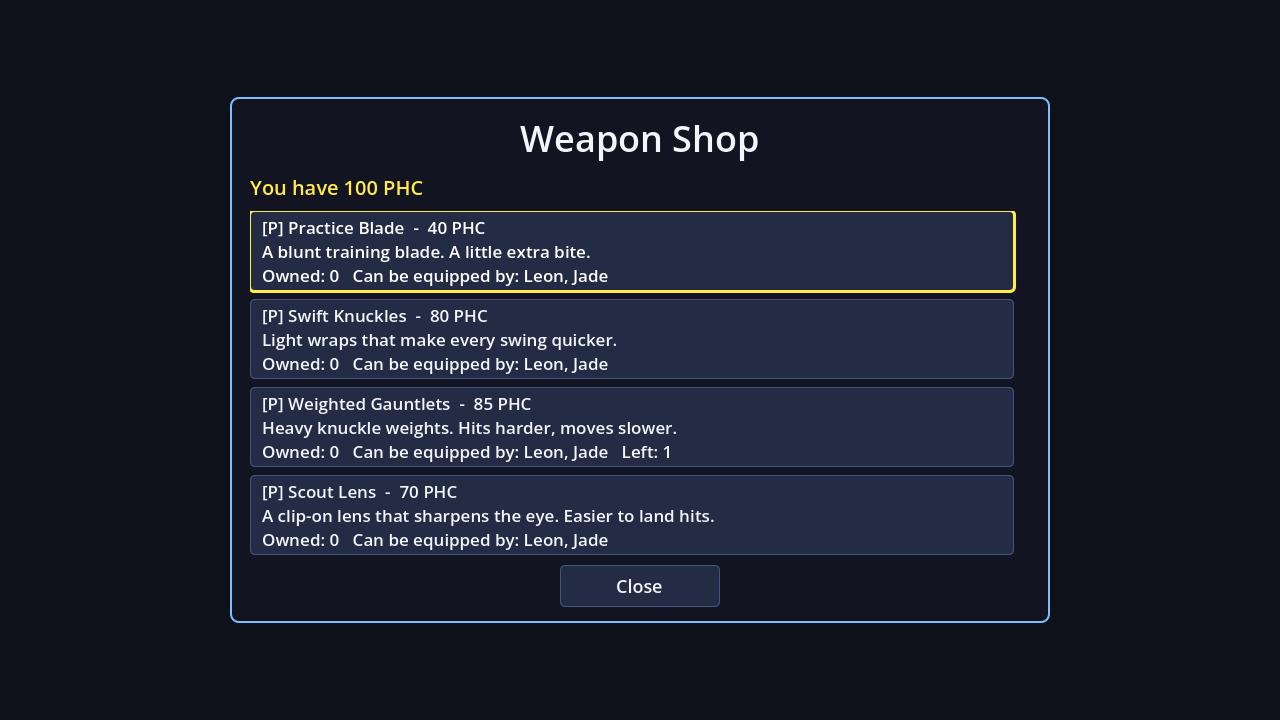 Weapon Shop
You have 100 PHC
[P] Practice Blade  -  40 PHC
A blunt training blade. A little extra bite.
Owned: 0   Can be equipped by: Leon, Jade
[P] Swift Knuckles  -  80 PHC
Light wraps that make every swing quicker.
Owned: 0   Can be equipped by: Leon, Jade
[P] Weighted Gauntlets  -  85 PHC
Heavy knuckle weights. Hits harder, moves slower.
Owned: 0   Can be equipped by: Leon, Jade   Left: 1
[P] Scout Lens  -  70 PHC
A clip-on lens that sharpens the eye. Easier to land hits.
Owned: 0   Can be equipped by: Leon, Jade
Close